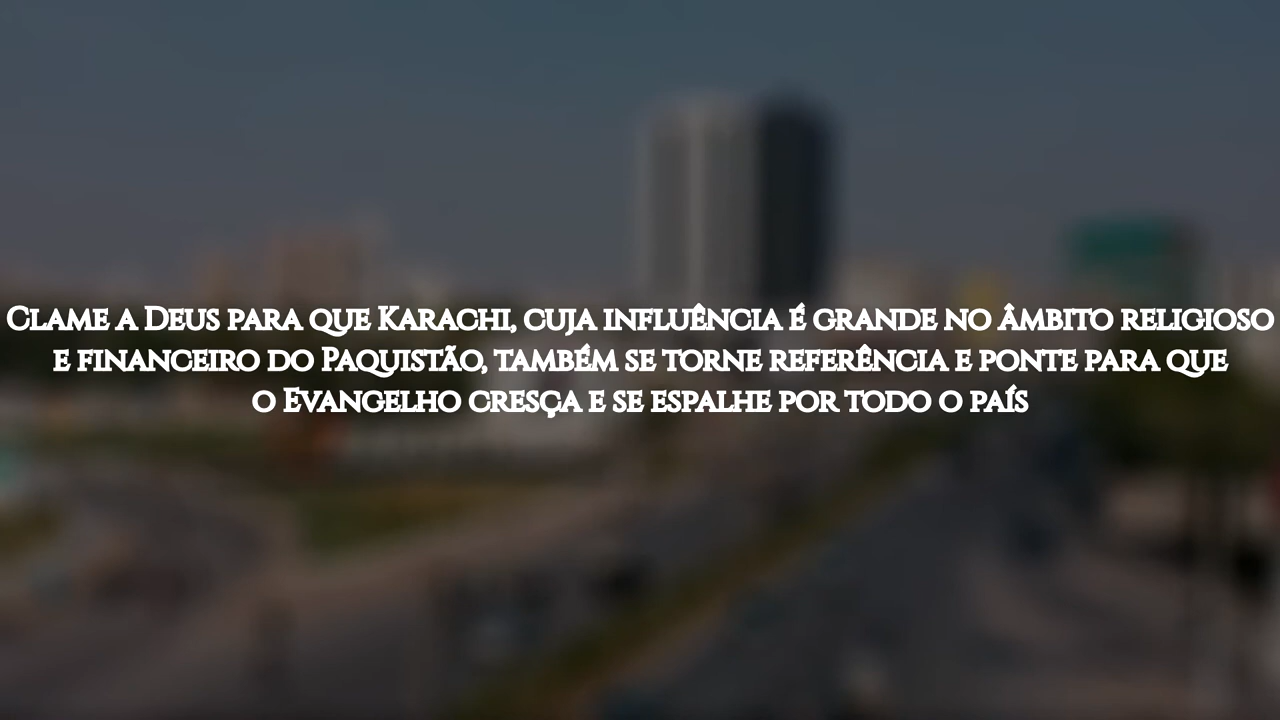 Clame a Deus para que Karachi, cuja influência é grande no âmbito religioso
e financeiro do Paquistão, também se torne referência e ponte para que
o Evangelho cresça e se espalhe por todo o país